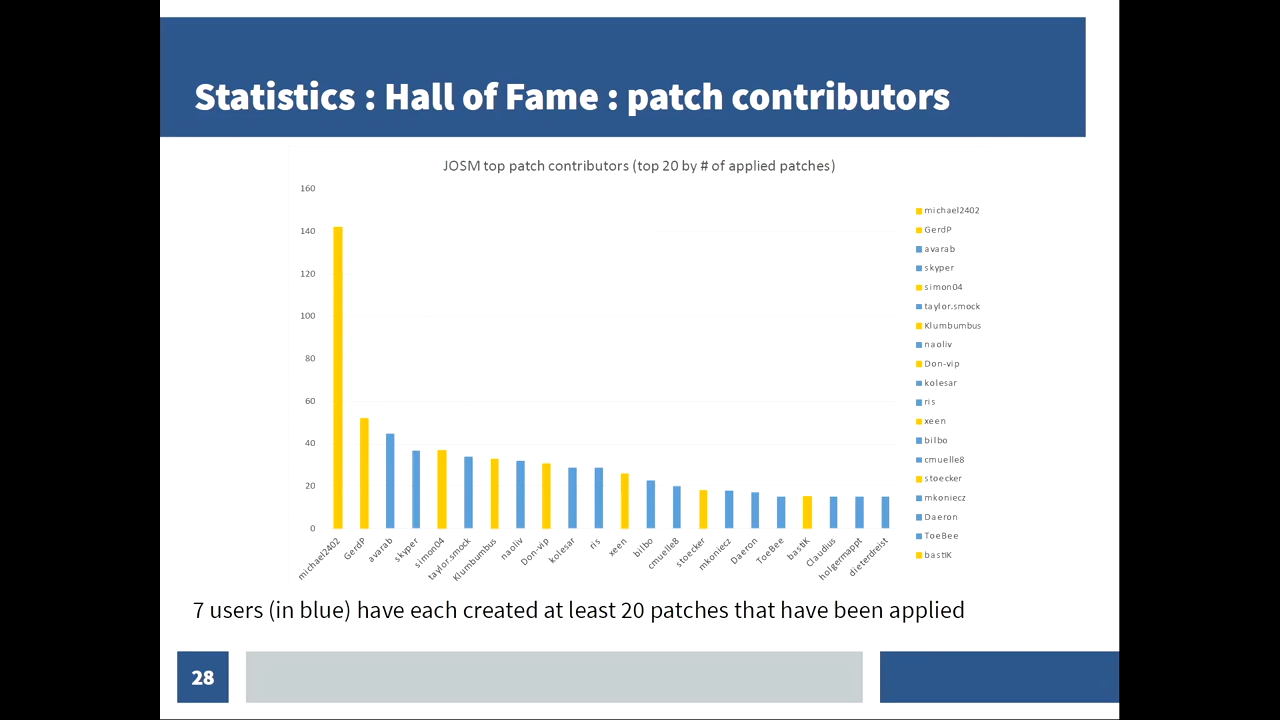 Statistics : Hall of Fame : patch contributors
JOSM top patch contributors (top 20 by # of applied patches)
160
140
120
100
80
60
40
20
0
michael2402
GerdP
avarab
skyper
simon04
taylor.smock
Klumbumbus
naoliv
Don-vip
kolesar
ris
xeen
bilbo
cmuelle8
stoecker
mkoniecz
Daeron
ToeBee
bastiK
Claudius
holgermappt
dieterdreist
michael2402
GerdP
avarab
skyper
simon04
taylor.smock
Klumbumbus
naoliv
Don-vip
kolesar
ris
xeen
bilbo
cmuelle8
stoecker
mkoniecz
Daeron
ToeBee
bastiK
7 users (in blue) have each created at least 20 patches that have been applied
28